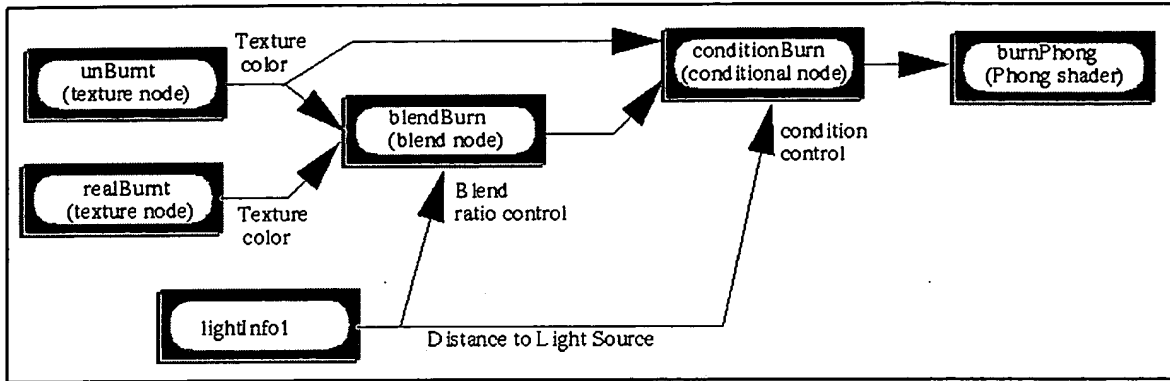 Texture
color
unBurnt
(texture node)
conditionBurn
(conditional node)
burnPhong
(Phong shader)
blendBurn
(blend node)
condition
control
realBurnt
(texture node)
Texture
color
Blend
ratio control
lightInfo1
Distance to Light Source